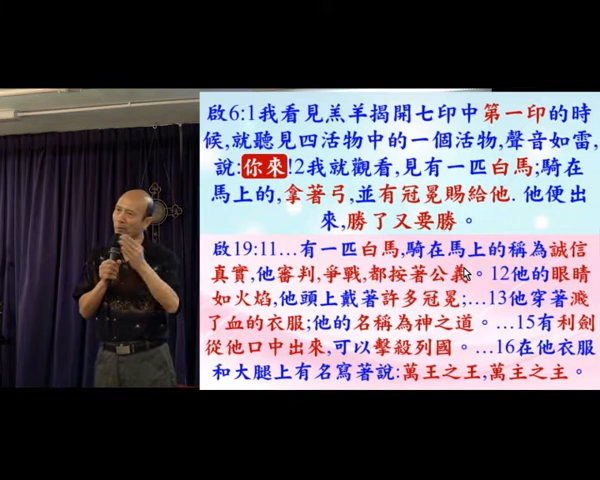 啟6:1我看見羔羊揭開七印中第一印的時
候,就聽見四活物中的一個活物,聲音如雷,
說:你來!2我就觀看,見有一匹白馬;騎在
馬上的,拿著弓,並有冠冕賜給他. 他便出
來,勝了又要勝。
啟19:11…有一匹白馬,騎在馬上的稱為誠信
真實,他審判,爭戰,都按著公義。12他的眼睛
如火焰,他頭上戴著許多冠冕;…13他穿著濺
了血的衣服;他的名稱為神之道。…15有利劍
從他口中出來,可以擊殺列國。…16在他衣服
和大腿上有名寫著說:萬王之王,萬主之主。